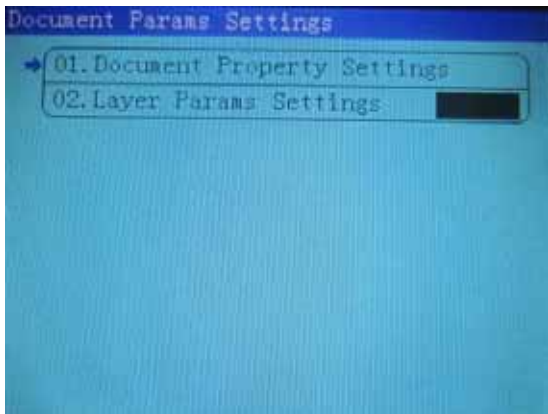 Document Params Settings
01.Document Property Settings
02.Layer Params Settings